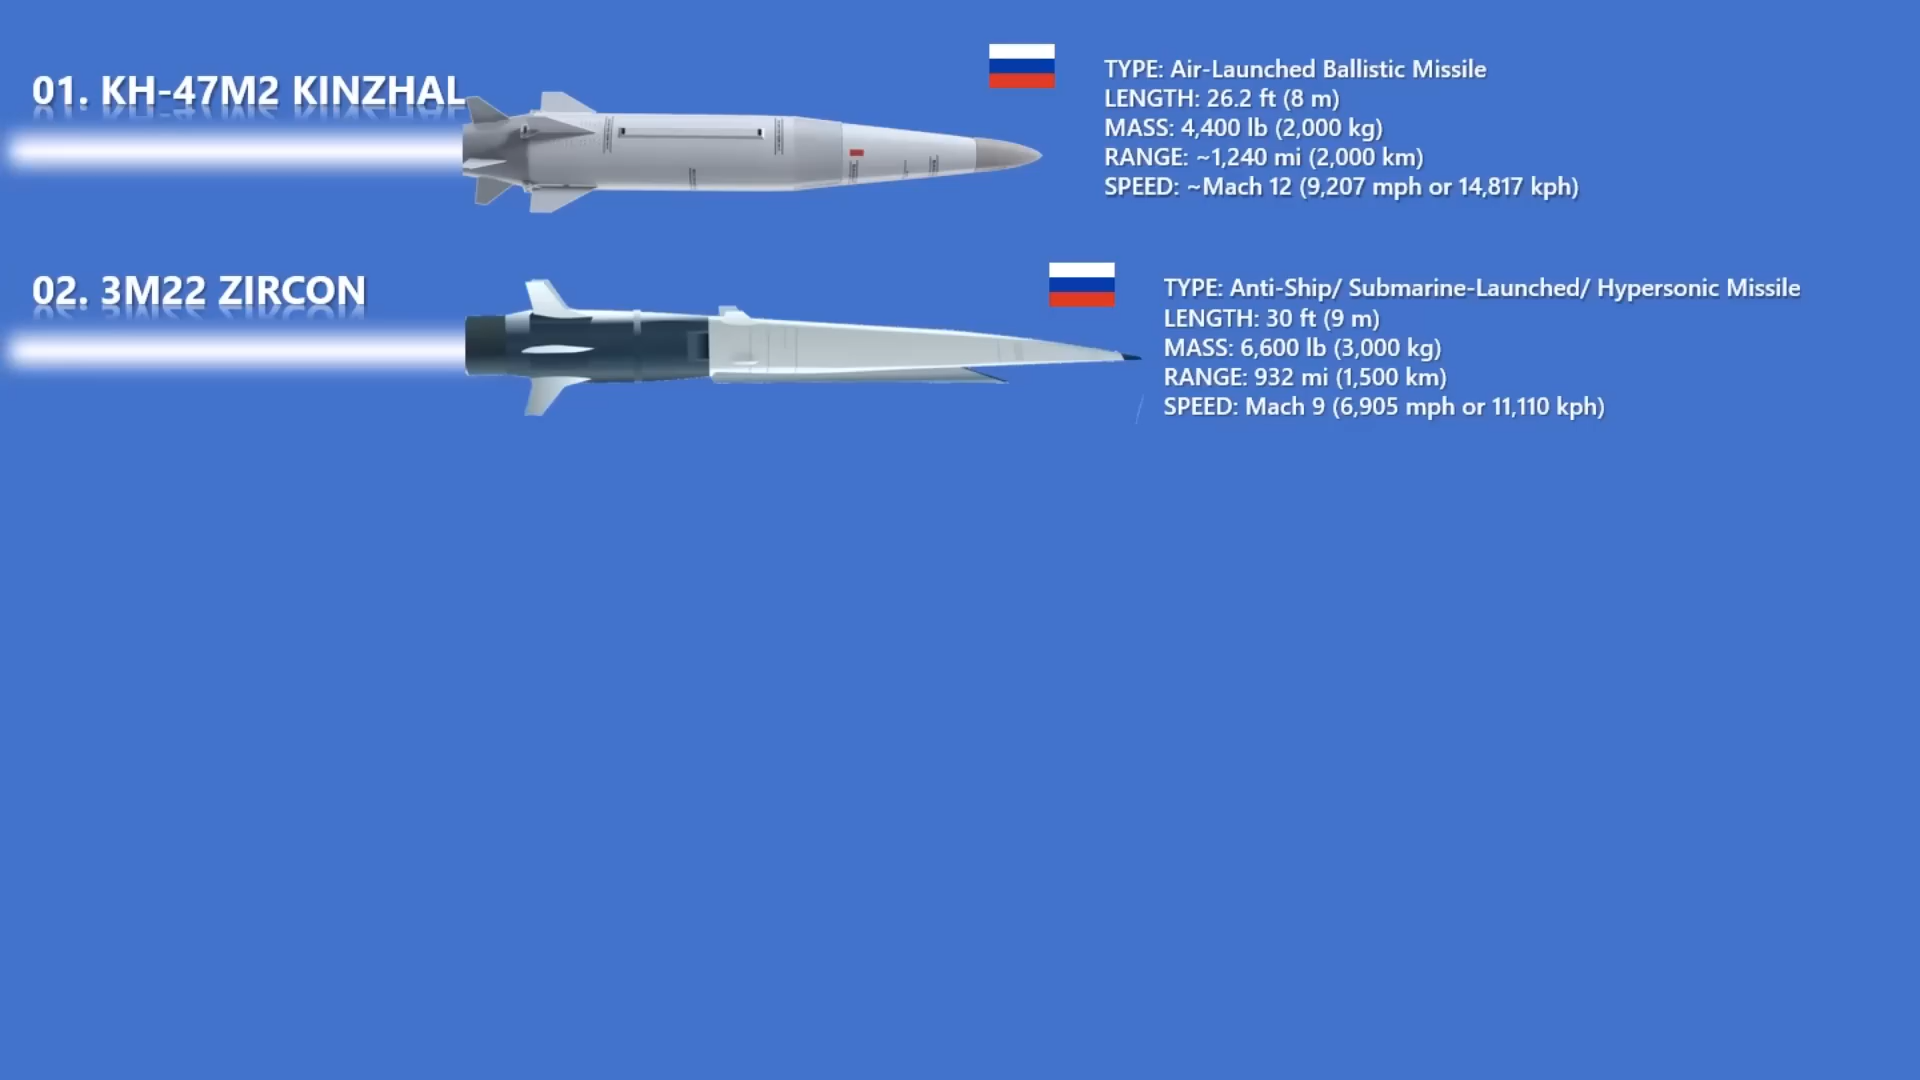 01. KH-47M2 KINZHAL
TYPE: Air-Launched Ballistic Missile
LENGTH: 26.2 ft (8 m)
MASS: 4,400 lb (2,000 kg)
RANGE: ~1,240 mi (2,000 km)
SPEED: ~Mach 12 (9,207 mph or 14,817 kph)
02. 3M22 ZIRCON
TYPE: Anti-Ship/ Submarine-Launched/ Hypersonic Missile
LENGTH: 30 ft (9 m)
MASS: 6,600 lb (3,000 kg)
RANGE: 932 mi (1,500 km)
SPEED: Mach 9 (6,905 mph or 11,110 kph)